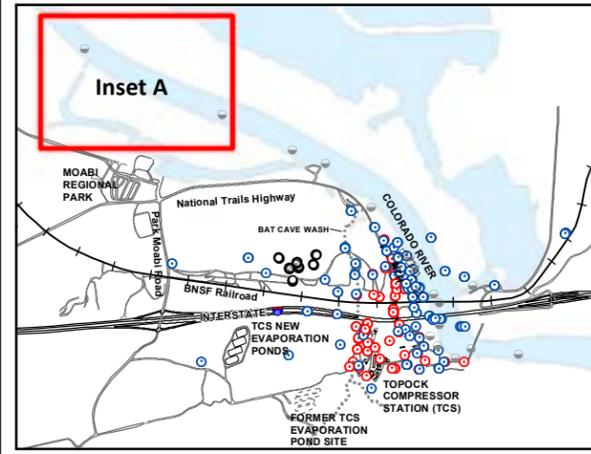 Inset A
MOABI
REGIONAL
PARK
National Trails Highway
BAT CAVE WASH
COLORADO RIVER
Park Moabi Road
BNSF Railroad
INTERSTATE
TCS NEW
EVAPORATION
PONDS
TOPOCK
COMPRESSOR
STATION (TCS)
FORMER TCS
EVAPORATION
POND SITE